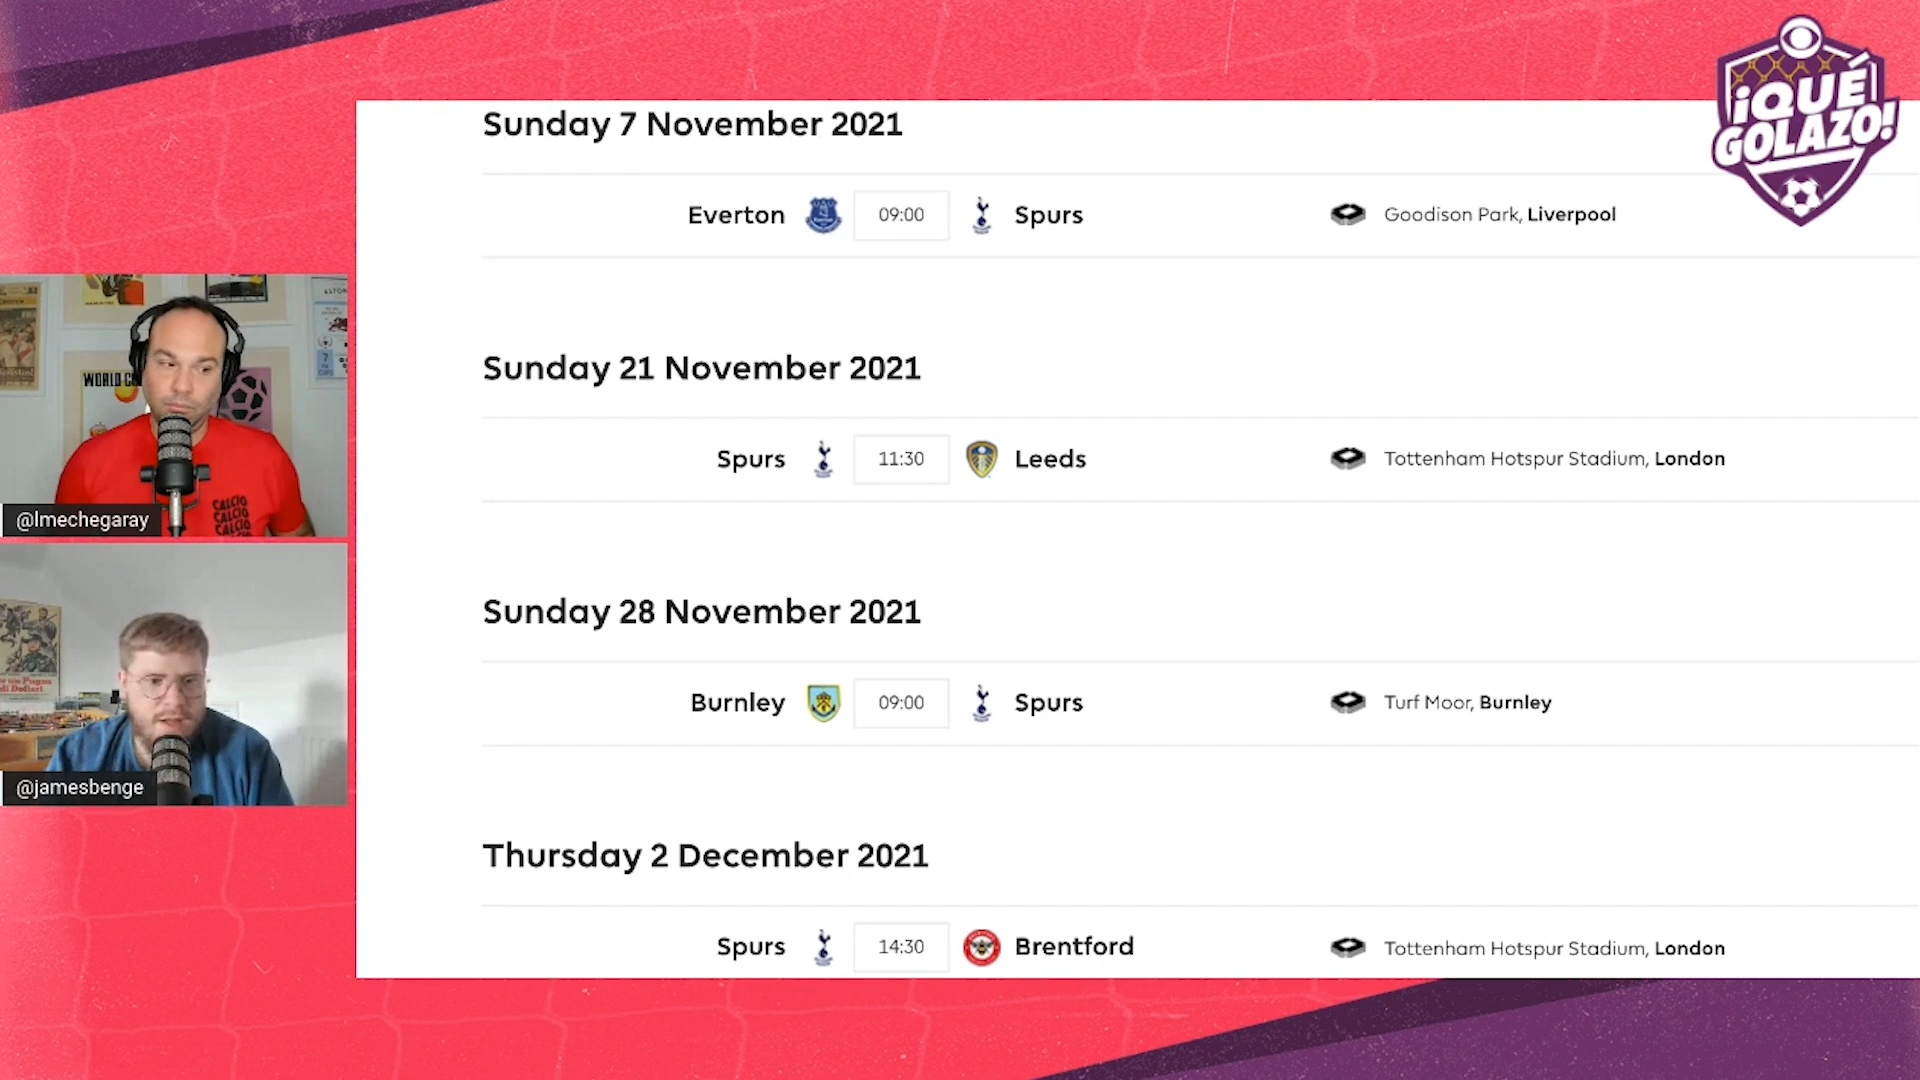 ¡QUÉ
GOLAZO!
Sunday 7 November 2021
Everton 09:00 Spurs Goodison Park, Liverpool
Sunday 21 November 2021
Spurs 11:30 Leeds Tottenham Hotspur Stadium, London
Sunday 28 November 2021
Burnley 09:00 Spurs Turf Moor, Burnley
Thursday 2 December 2021
Spurs 14:30 Brentford Tottenham Hotspur Stadium, London
WORLD
CALCIO
CALCIO
CALCIO
@lmechegaray
di Dollari
@jamesbenge